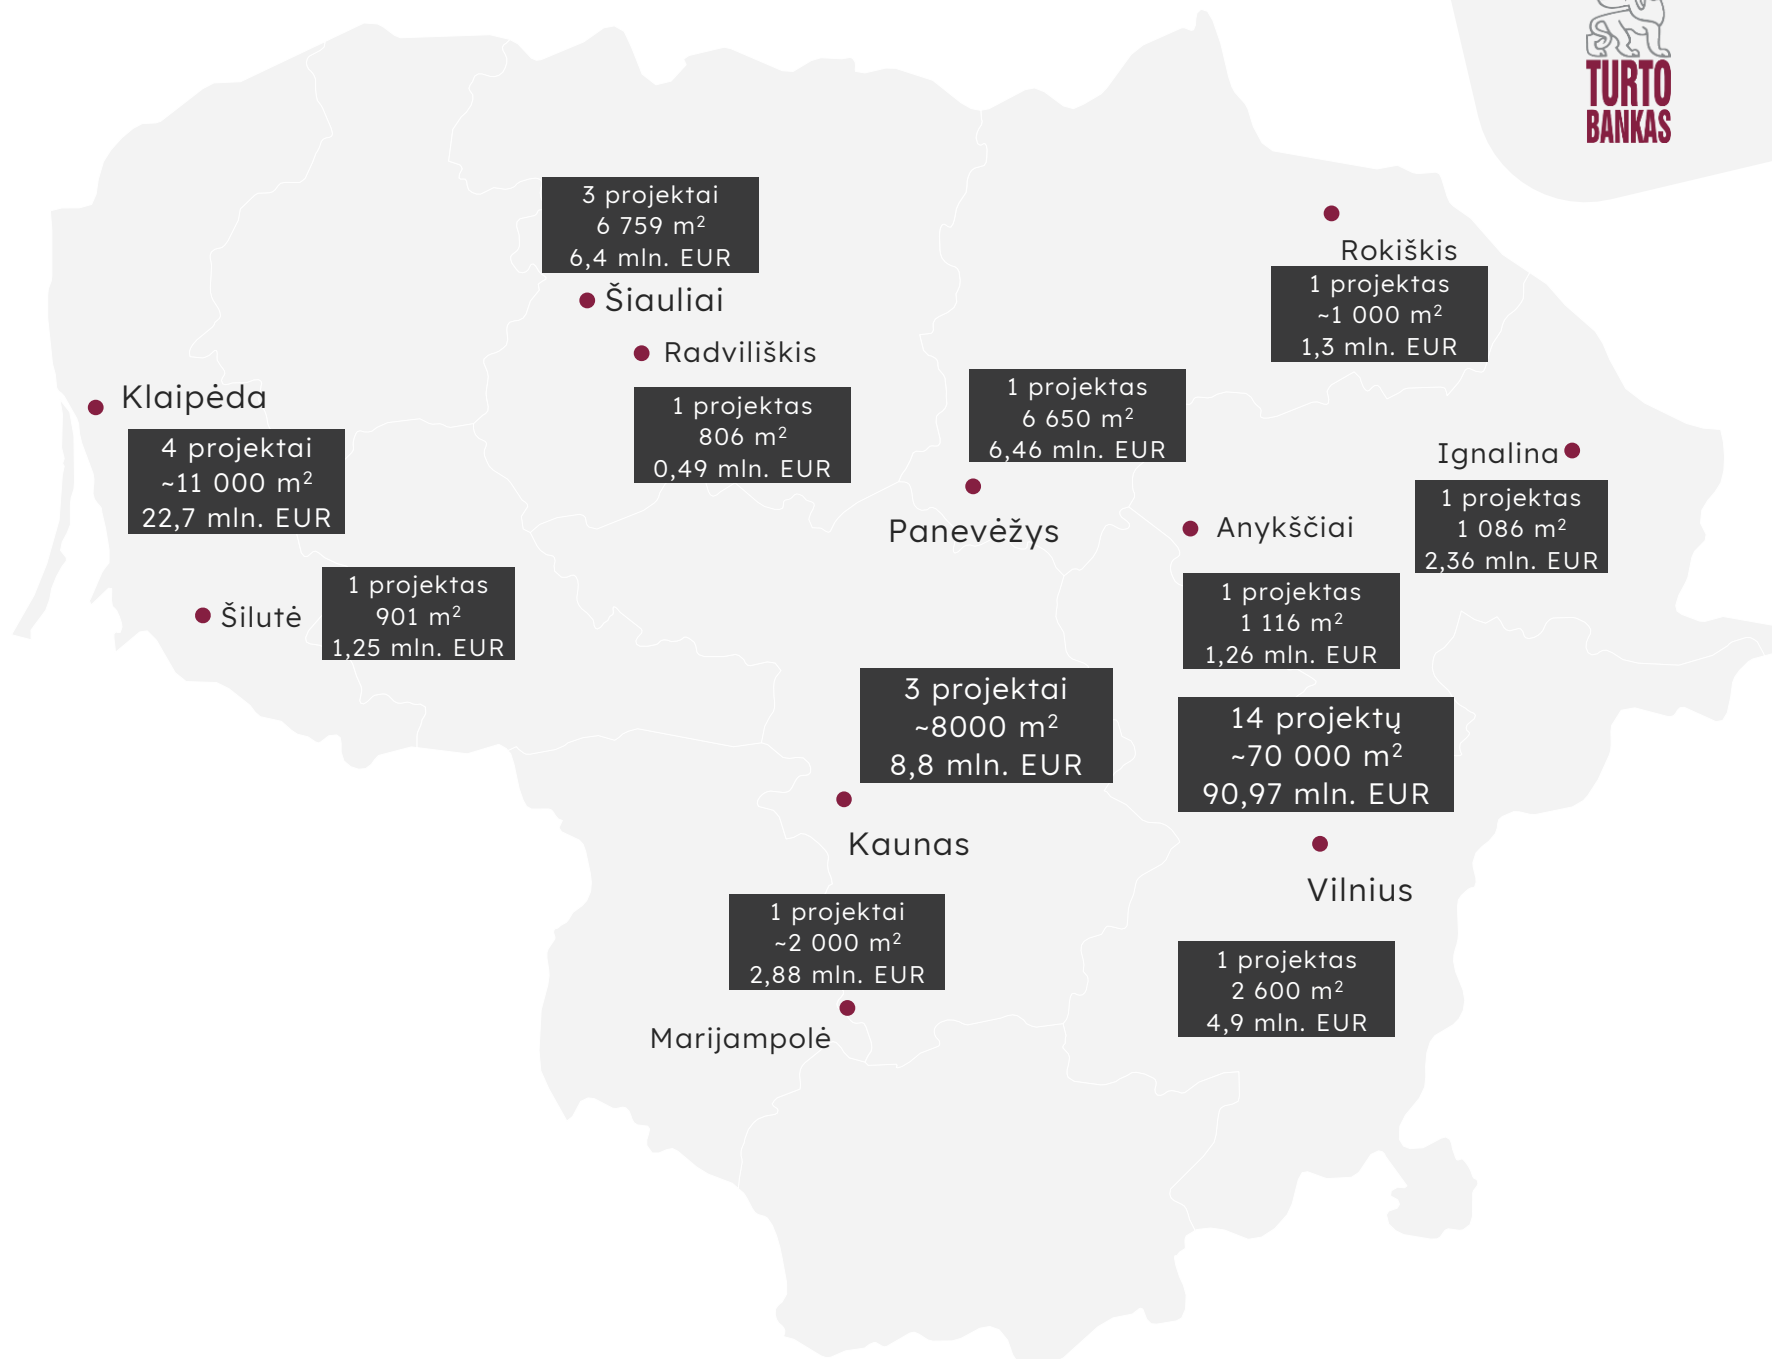 TURTO
BANKAS
3 projektai
6 759 m²
6,4 mln. EUR
Šiauliai
Radviliškis
1 projektas
806 m²
0,49 mln. EUR
Rokiškis
1 projektas
~1 000 m²
1,3 mln. EUR
Klaipėda
4 projektai
~11 000 m²
22,7 mln. EUR
1 projektas
6 650 m²
6,46 mln. EUR
Panevėžys
Ignalina
1 projektas
1 086 m²
2,36 mln. EUR
Anykščiai
1 projektas
1 116 m²
1,26 mln. EUR
Šilutė
1 projektas
901 m²
1,25 mln. EUR
3 projektai
~8000 m²
8,8 mln. EUR
Kaunas
14 projektų
~70 000 m²
90,97 mln. EUR
Vilnius
1 projektai
~2 000 m²
2,88 mln. EUR
Marijampolė
1 projektas
2 600 m²
4,9 mln. EUR